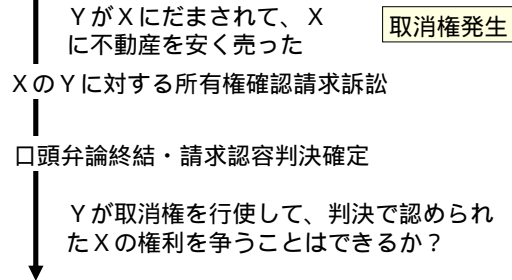 YがXにだまされて、X
に不動産を安く売った
取消権発生
XのYに対する所有権確認請求訴訟
口頭弁論終結・請求認容判決確定
Yが取消権を行使して、判決で認められ
たXの権利を争うことはできるか？